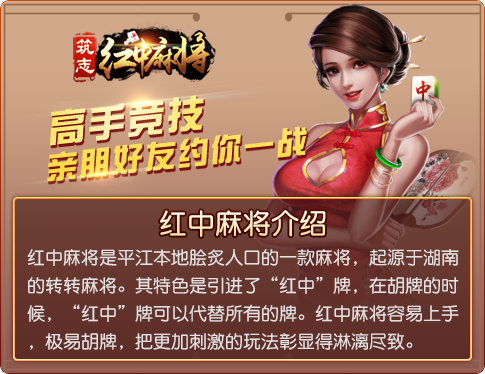 筑志
红中麻将
中
高手竞技
亲朋好友约你一战
红中麻将介绍
红中麻将是平江本地脍炙人口的一款麻将，起源于湖南
的转转麻将。其特色是引进了“红中”牌，在胡牌的时
候，“红中”牌可以代替所有的牌。红中麻将容易上手
，极易胡牌，把更加刺激的玩法彰显得淋漓尽致。